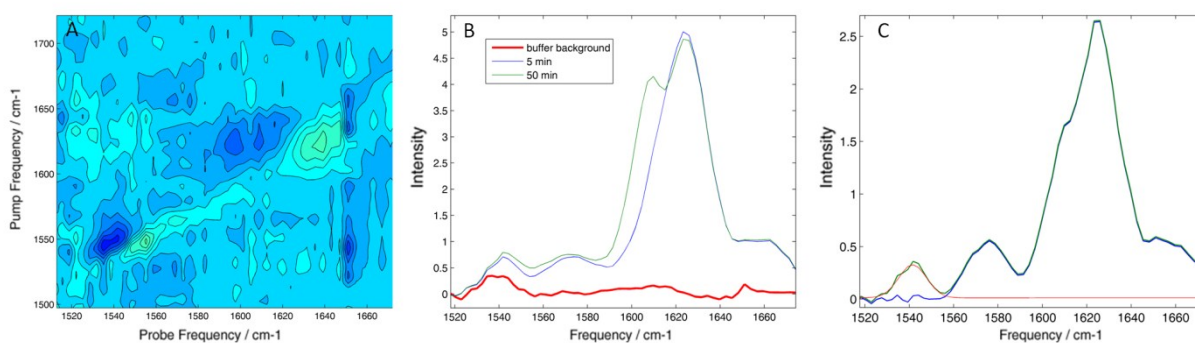 A
1700
1650
1600
1550
1500
Pump Frequency / cm-1
1520 1540 1560 1580 1600 1620 1640 1660
Probe Frequency / cm-1
B
buffer background
5 min
50 min
5
4.5
4
3.5
3
2.5
2
1.5
1
0.5
0
Intensity
1520 1540 1560 1580 1600 1620 1640 1660
Frequency / cm-1
C
2.5
2
1.5
1
0.5
0
Intensity
1520 1540 1560 1580 1600 1620 1640 1660
Frequency / cm-1